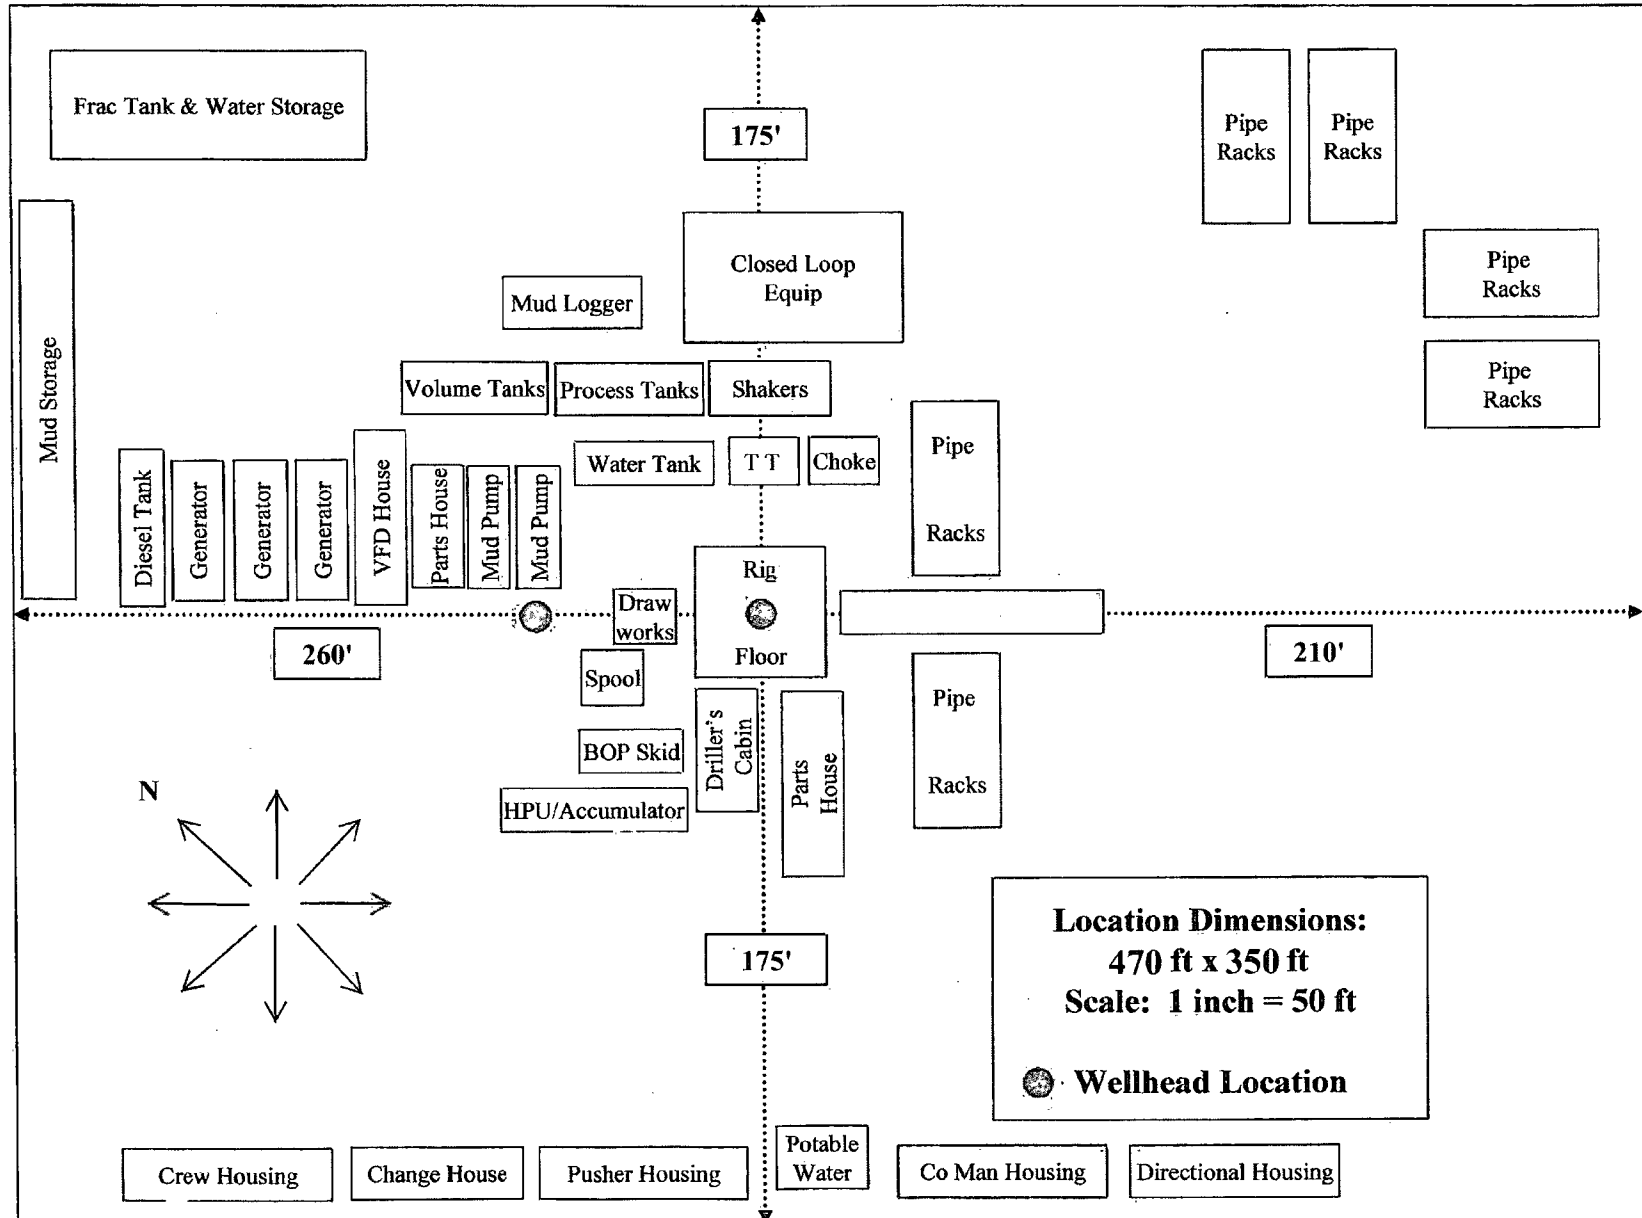 Frac Tank & Water Storage
175'
Pipe
Racks
Pipe
Racks
Mud Storage
Mud Logger
Closed Loop
Equip
Pipe
Racks
Pipe
Racks
Volume Tanks
Process Tanks
Shakers
Diesel Tank
Generator
Generator
Generator
VFD House
Parts House
Mud Pump
Mud Pump
Water Tank
T T
Choke
Pipe
Racks
Rig
Floor
Draw
works
260'
210'
Spool
BOP Skid
HPU/Accumulator
Driller's
Cabin
Parts
House
Pipe
Racks
N
175'
Location Dimensions:
470 ft x 350 ft
Scale: 1 inch = 50 ft
Wellhead Location
Crew Housing
Change House
Pusher Housing
Potable
Water
Co Man Housing
Directional Housing